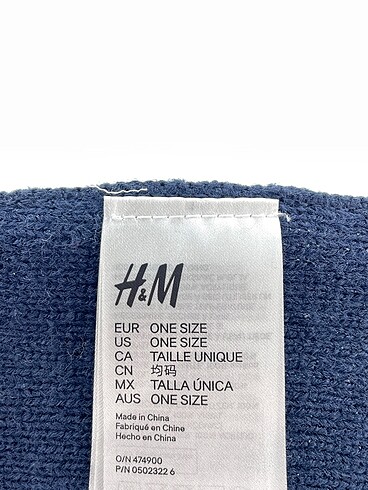 H&M
EUR ONE SIZE
US ONE SIZE
CA TAILLE UNIQUE
CN 均码
MX TALLA ÚNICA
AUS ONE SIZE
Made in China
Fabriqué en Chine
Hecho en China
O/N 474900
P/N 0502322 6